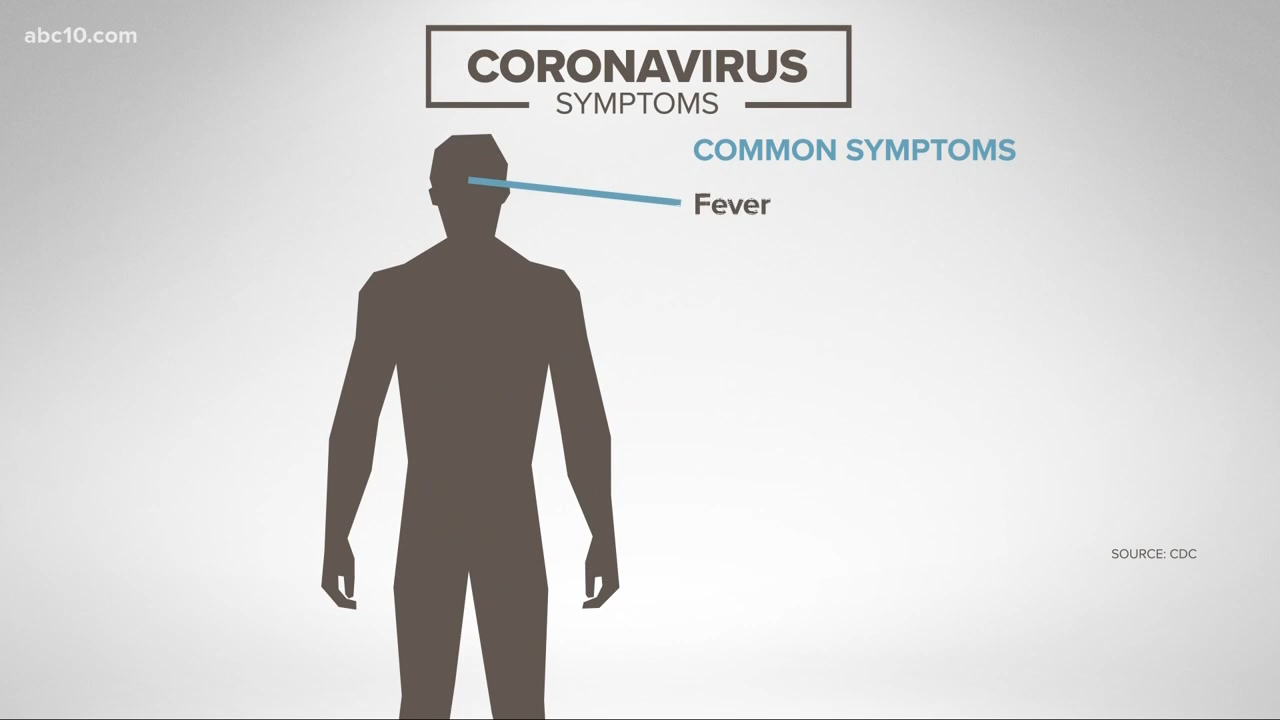 abc10.com
CORONAVIRUS
SYMPTOMS
COMMON SYMPTOMS
Fever
SOURCE: CDC